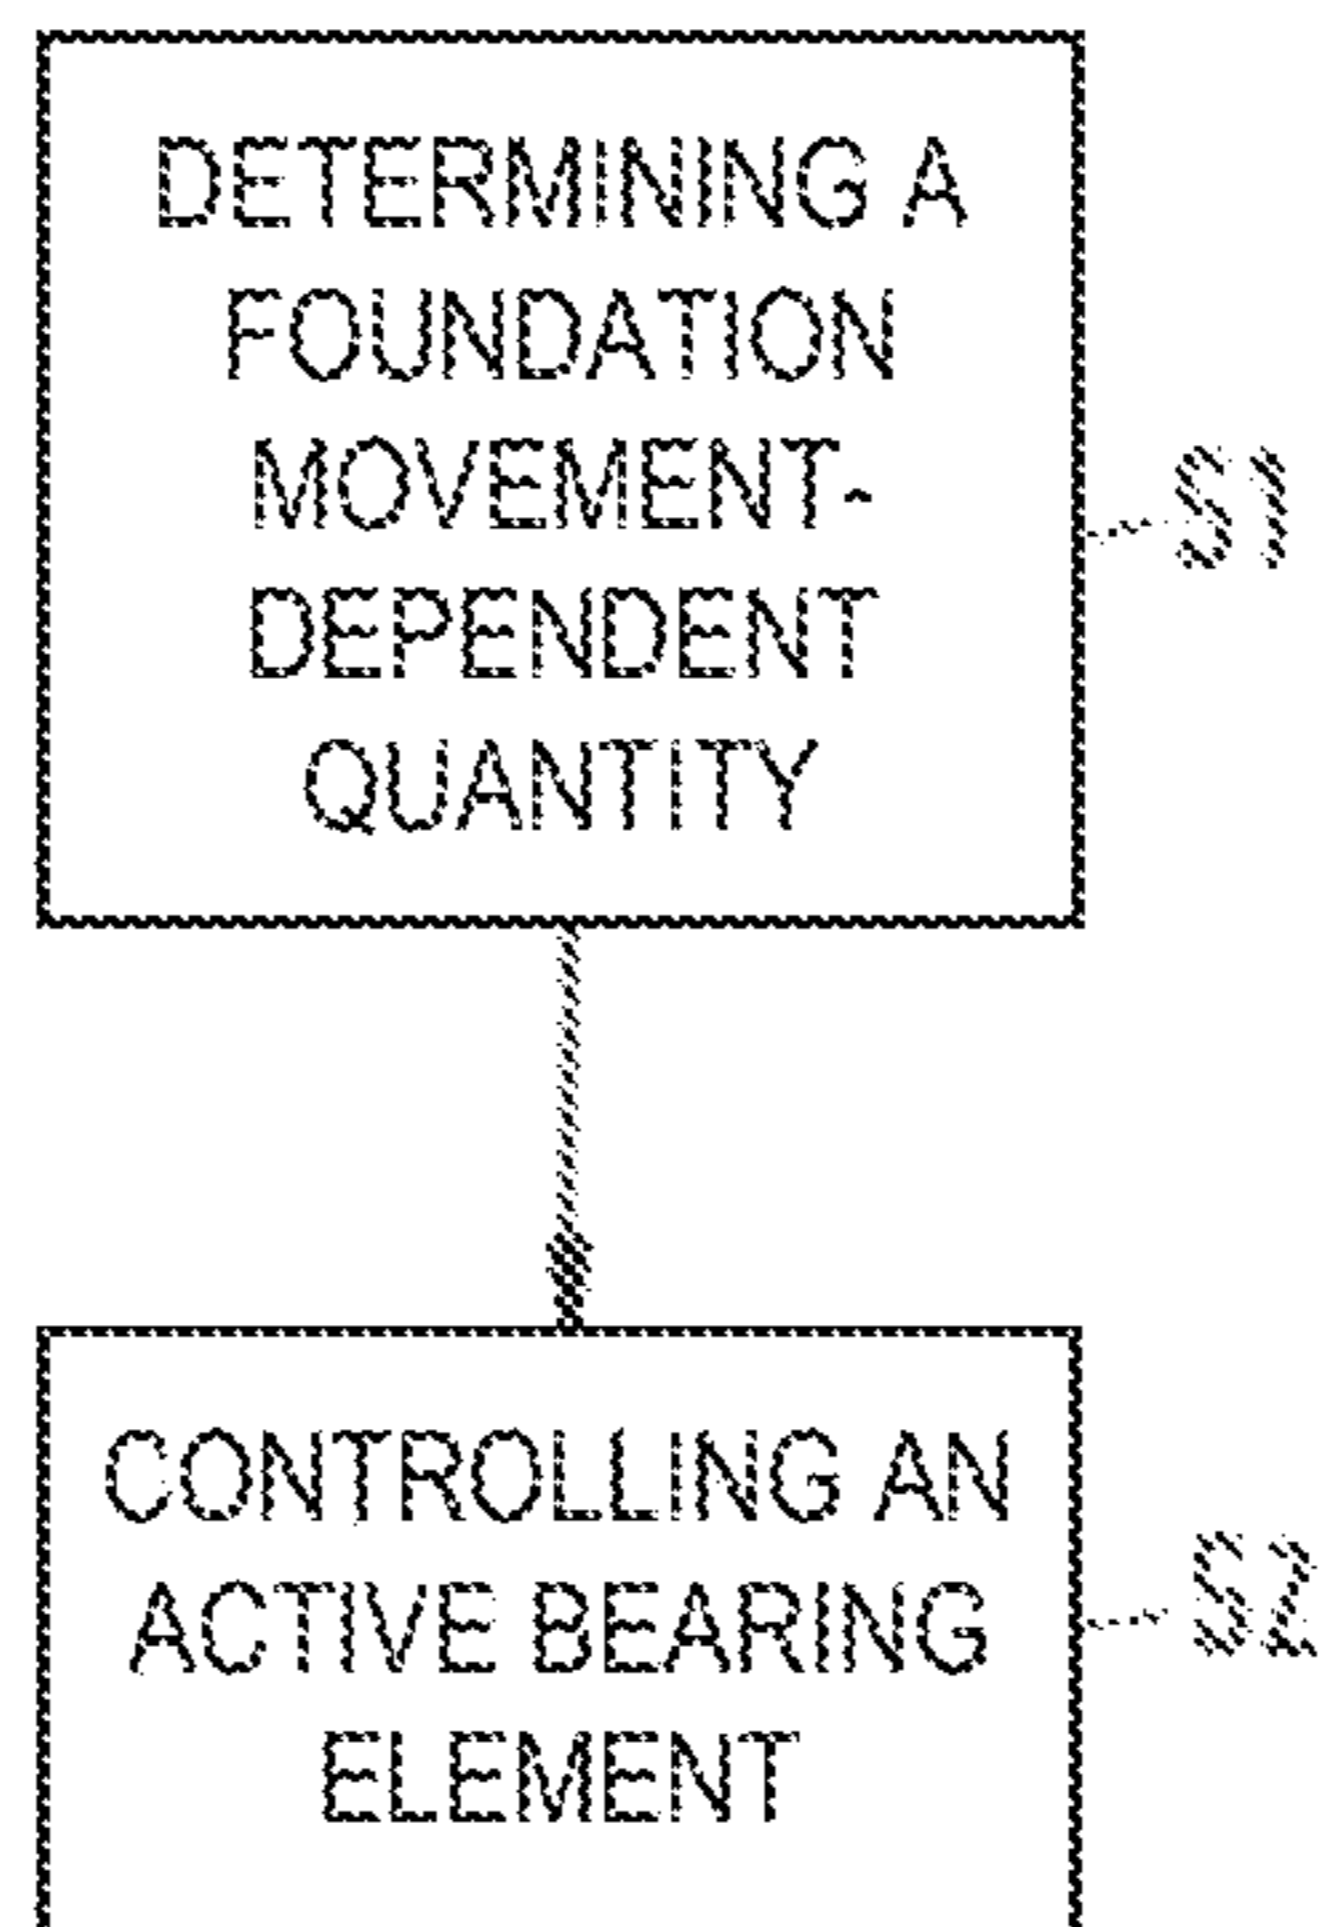 DETERMINING A
FOUNDATION
MOVEMENT-
DEPENDENT
QUANTITY
S1
CONTROLLING AN
ACTIVE BEARING
ELEMENT
S2